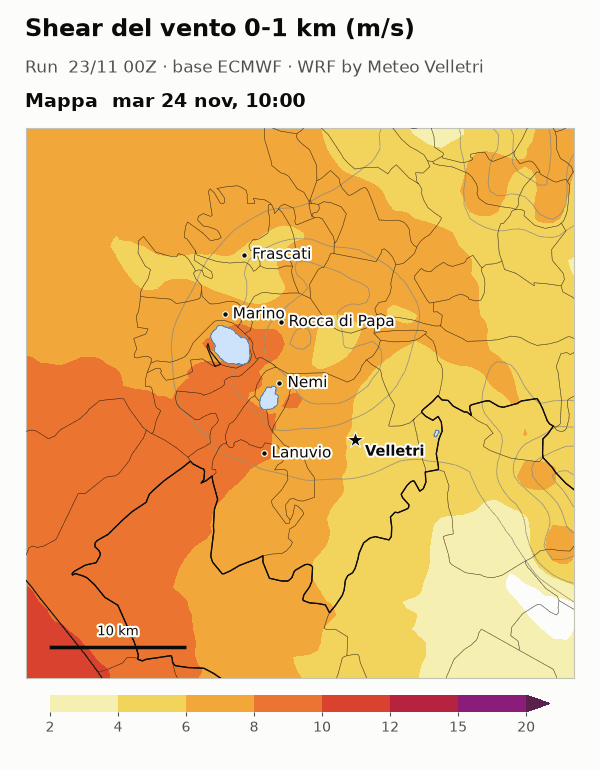 Shear del vento 0-1 km (m/s)
Run  23/11 00Z · base ECMWF · WRF by Meteo Velletri
Mappa  mar 24 nov, 10:00
Frascati
Marino
Rocca di Papa
Nemi
Velletri
Lanuvio
10 km
2 4 6 8 10 12 15 20